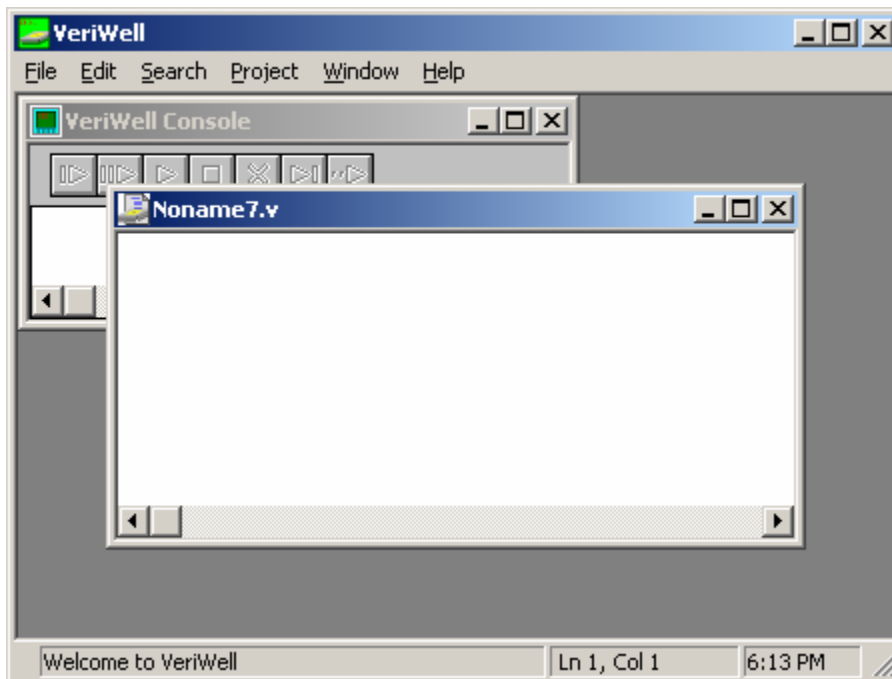 VeriWell
File Edit Search Project Window Help
VeriWell Console
Noname7.v
Welcome to VeriWell Ln 1, Col 1 6:13 PM